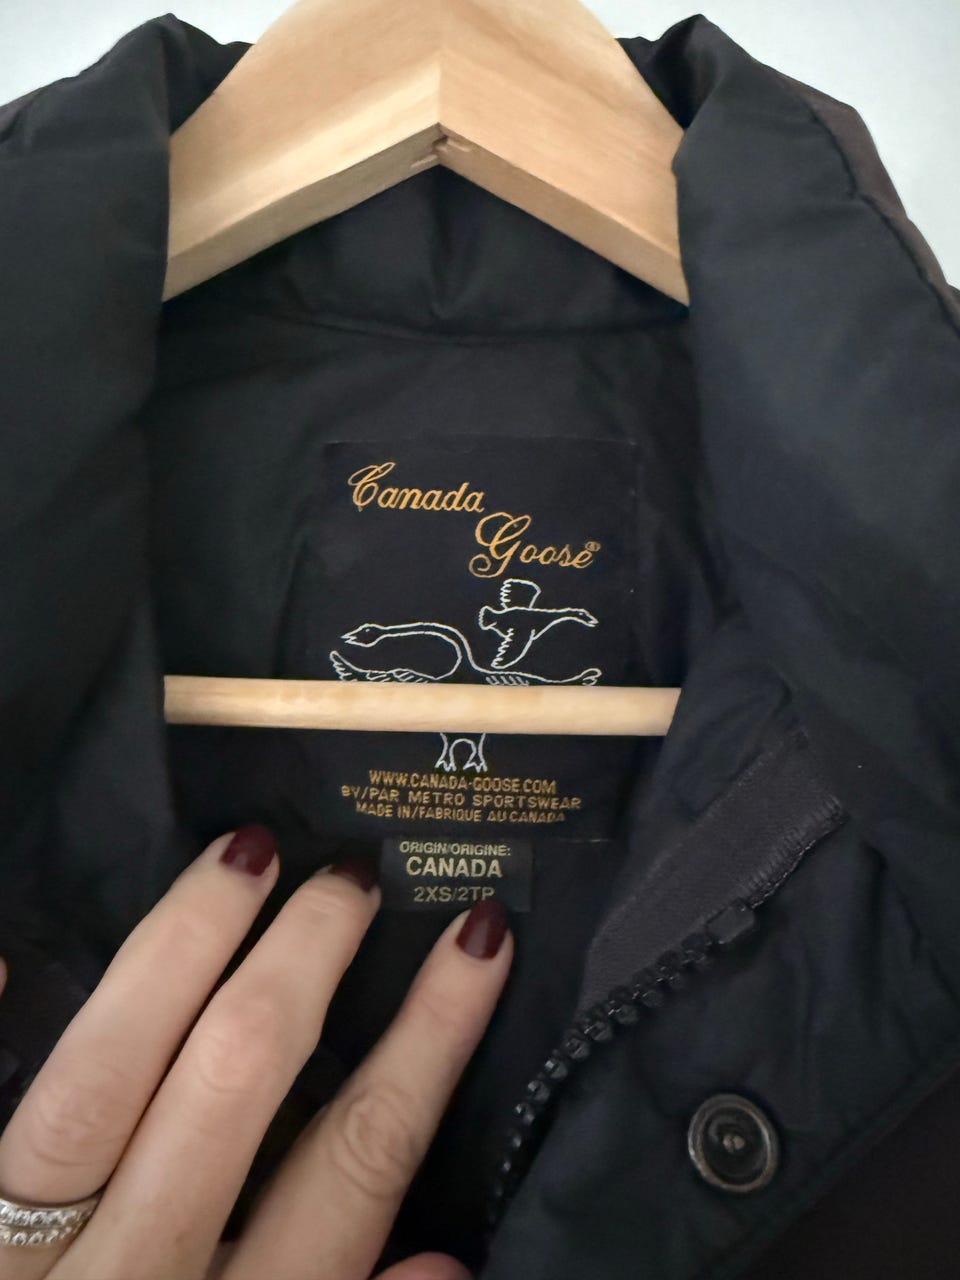 Canada
Goose®
WWW.CANADA-GOOSE.COM
BY/PAR METRO SPORTSWEAR
MADE IN/FABRIQUE AU CANADA
ORIGIN/ORIGINE:
CANADA
2XS/2TP